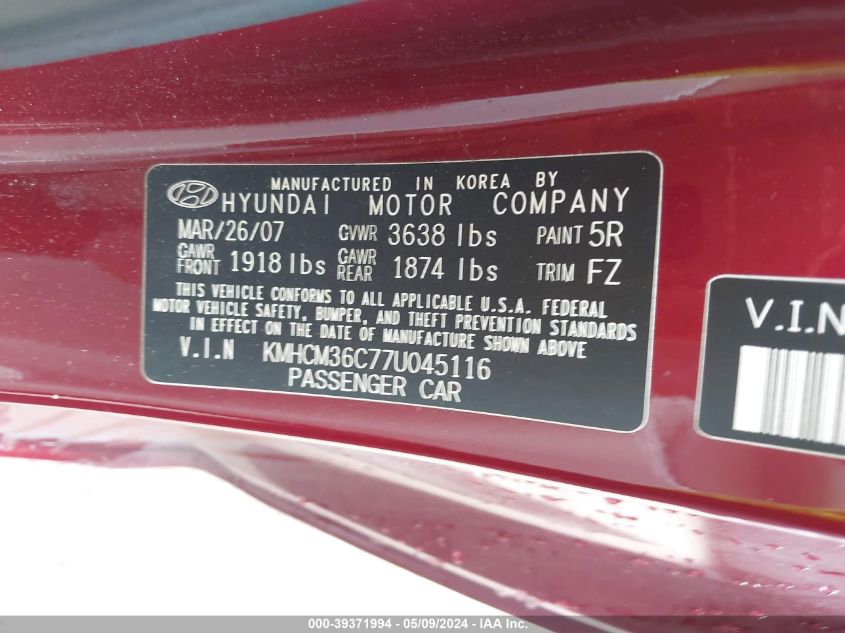 MANUFACTURED IN KOREA BY
HYUNDAI MOTOR COMPANY
MAR/26/07 GVWR 3638 lbs PAINT 5R
GAWR FRONT 1918 lbs GAWR REAR 1874 lbs TRIM FZ
THIS VEHICLE CONFORMS TO ALL APPLICABLE U.S.A. FEDERAL
MOTOR VEHICLE SAFETY, BUMPER, AND THEFT PREVENTION STANDARDS
IN EFFECT ON THE DATE OF MANUFACTURE SHOWN ABOVE
V.I.N KMHCM36C77U045116
PASSENGER CAR
V.I.N
000-39371994 - 05/09/2024 - IAA Inc.